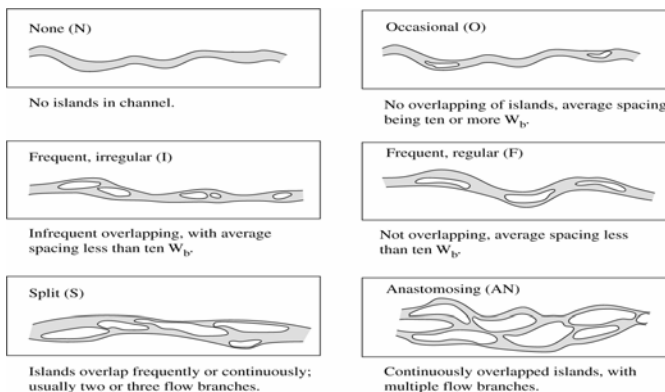 None (N)
No islands in channel.
Occasional (O)
No overlapping of islands, average spacing
being ten or more Wb.
Frequent, irregular (I)
Infrequent overlapping, with average
spacing less than ten Wb.
Frequent, regular (F)
Not overlapping, average spacing less
than ten Wb.
Split (S)
Islands overlap frequently or continuously;
usually two or three flow branches.
Anastomosing (AN)
Continuously overlapped islands, with
multiple flow branches.